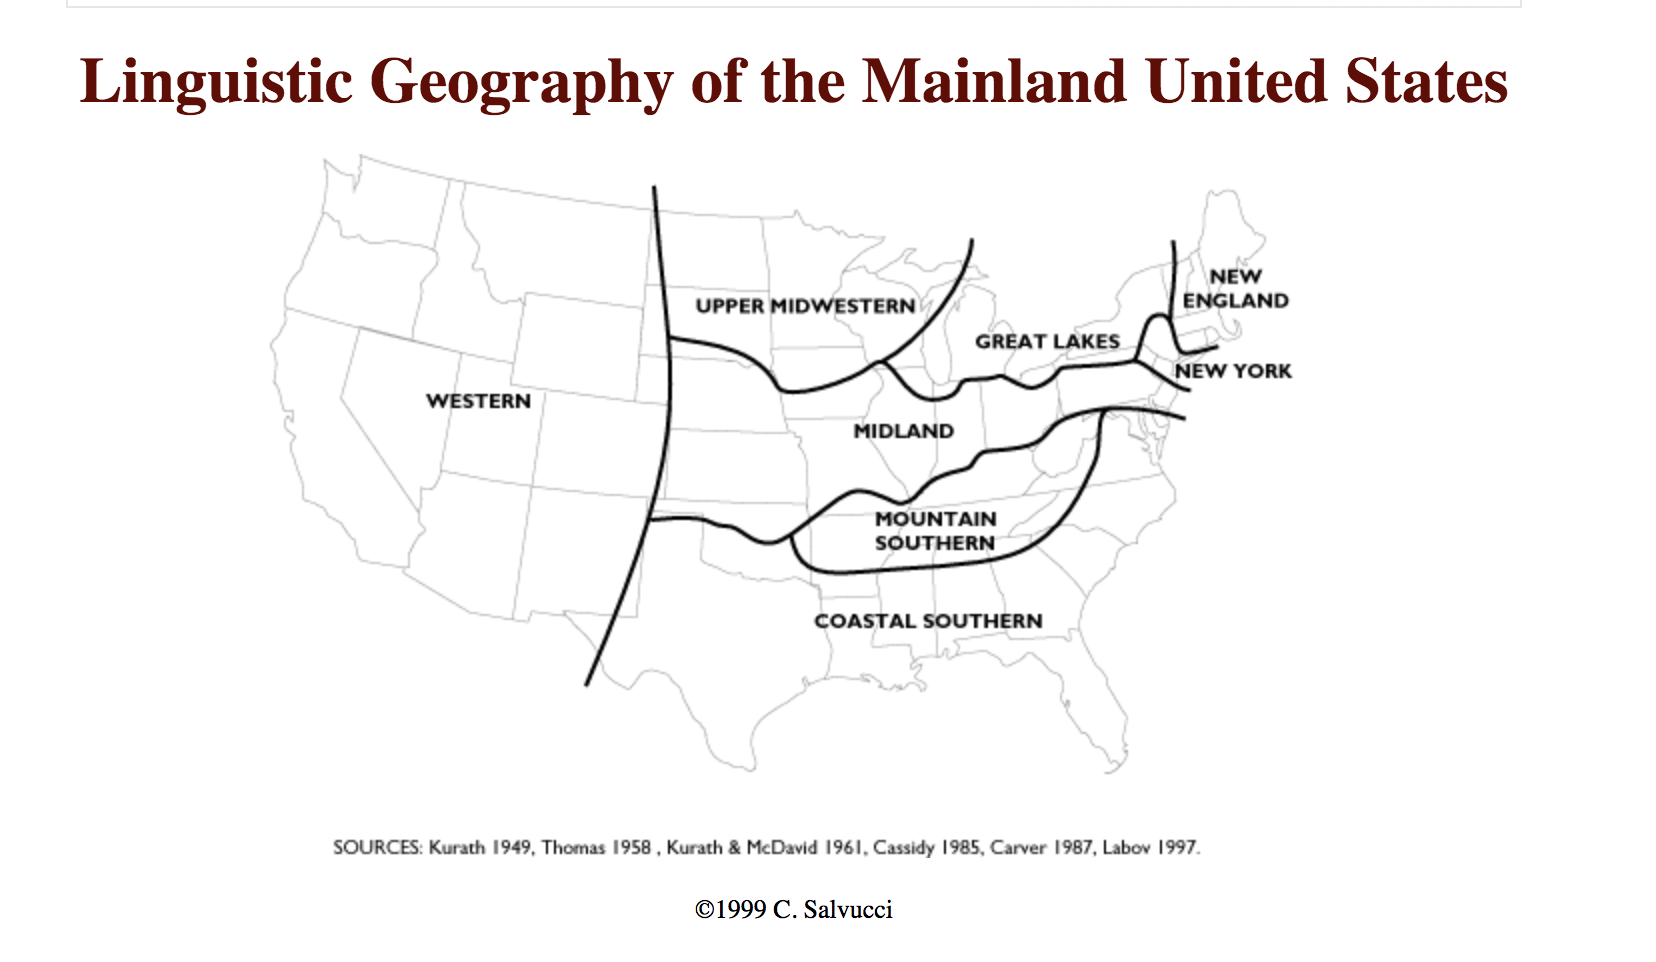 Linguistic Geography of the Mainland United States
NEW
ENGLAND
UPPER MIDWESTERN
GREAT LAKES
NEW YORK
WESTERN
MIDLAND
MOUNTAIN
SOUTHERN
COASTAL SOUTHERN
SOURCES: Kurath 1949, Thomas 1958 , Kurath & McDavid 1961, Cassidy 1985, Carver 1987, Labov 1997.
©1999 C. Salvucci